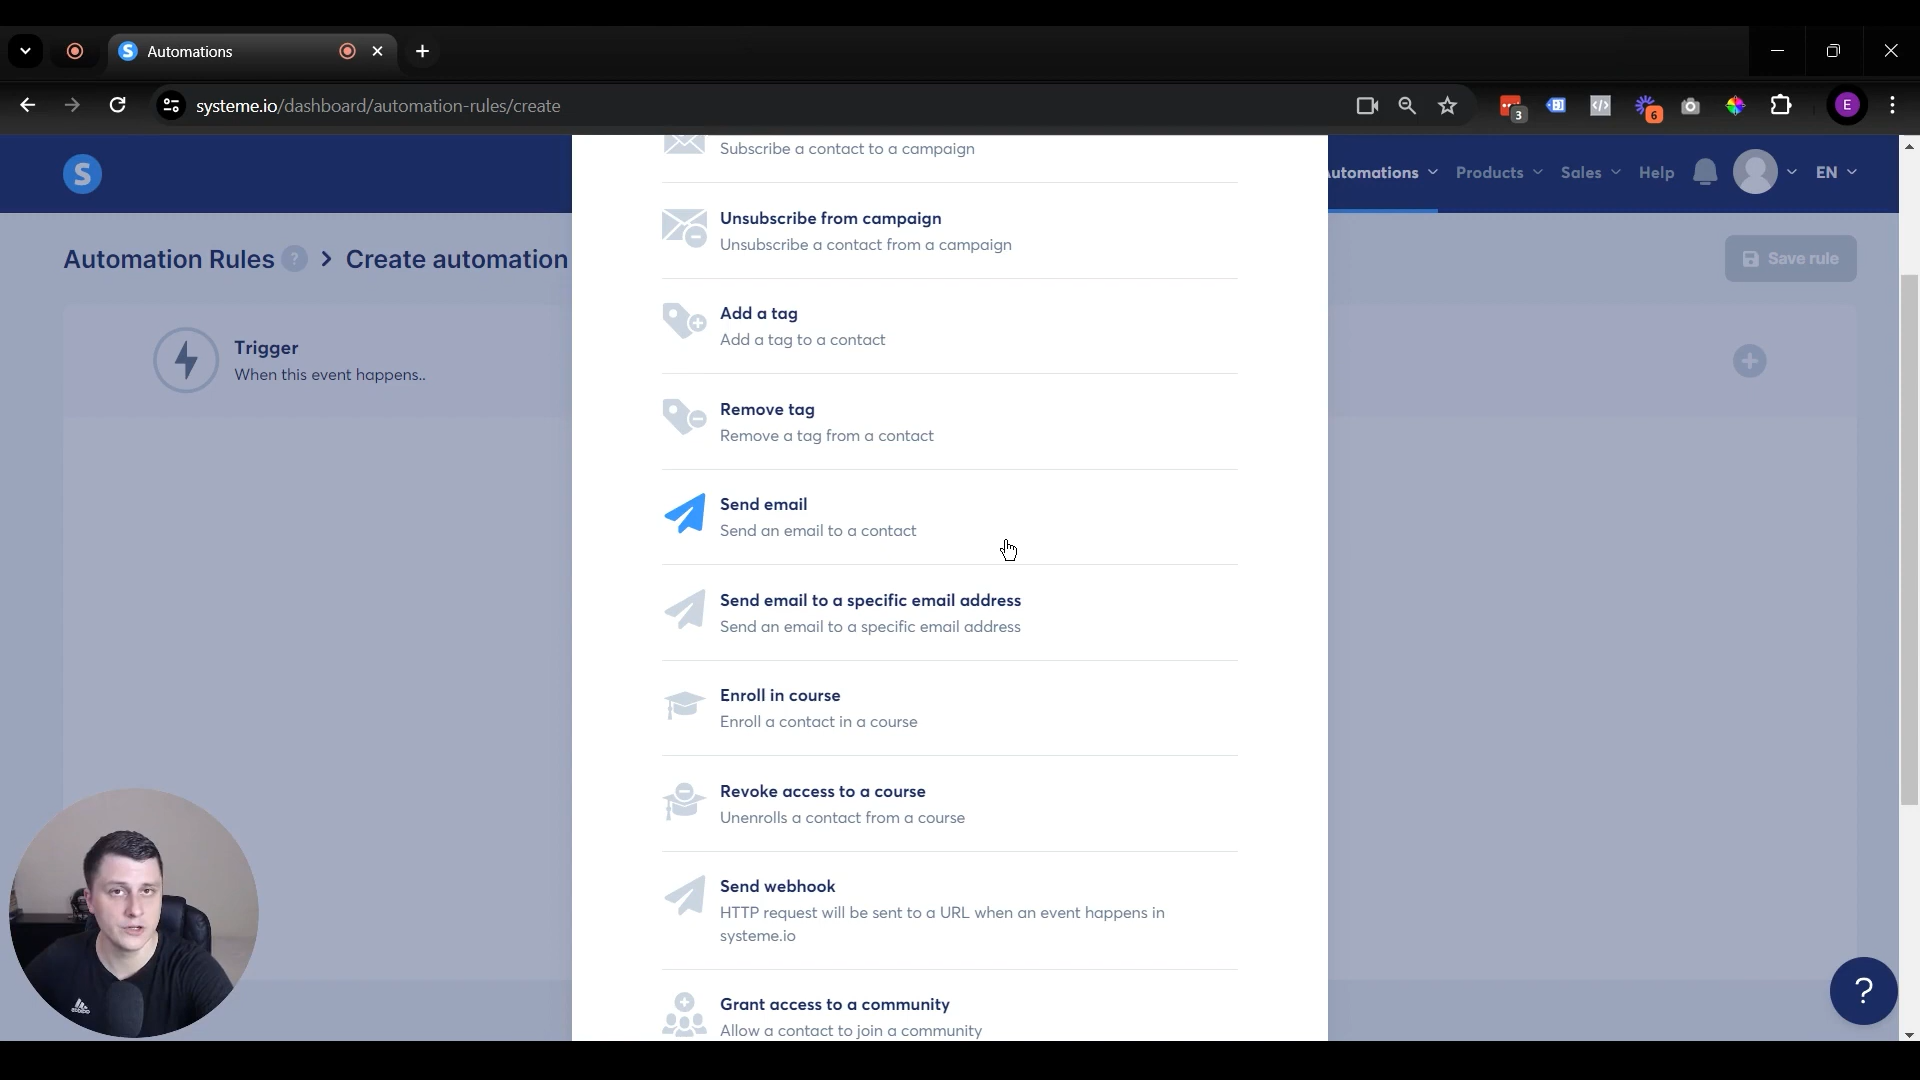 Automations
systeme.io/dashboard/automation-rules/create
3
6
E
S
Subscribe a contact to a campaign
Automations
Products
Sales
Help
EN
Unsubscribe from campaign
Unsubscribe a contact from a campaign
Automation Rules ? > Create automation
Save rule
Add a tag
Add a tag to a contact
Trigger
When this event happens..
Remove tag
Remove a tag from a contact
Send email
Send an email to a contact
Send email to a specific email address
Send an email to a specific email address
Enroll in course
Enroll a contact in a course
Revoke access to a course
Unenrolls a contact from a course
Send webhook
HTTP request will be sent to a URL when an event happens in
systeme.io
Grant access to a community
Allow a contact to join a community
adidas
?